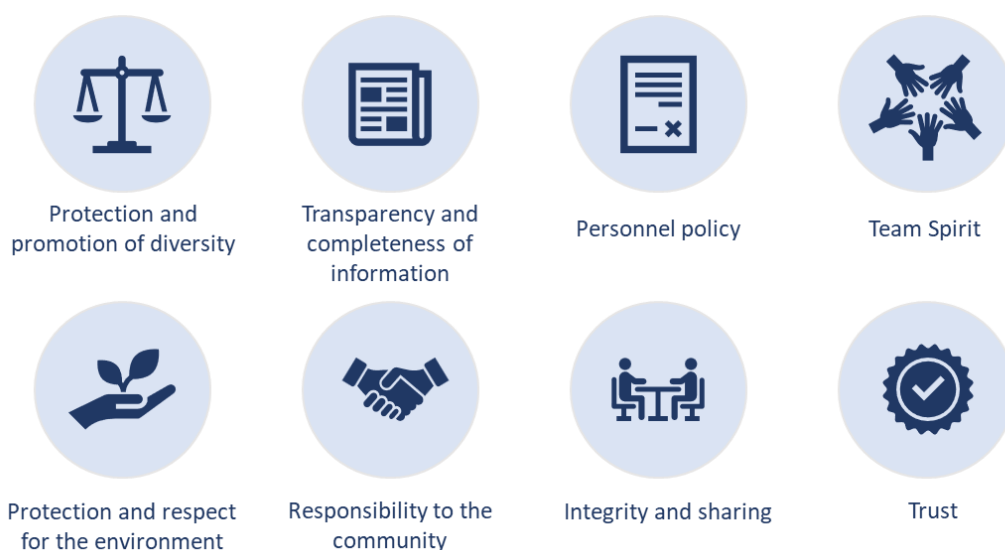 Protection and
promotion of diversity
Transparency and
completeness of
information
Personnel policy
Team Spirit
Protection and respect
for the environment
Responsibility to the
community
Integrity and sharing
Trust